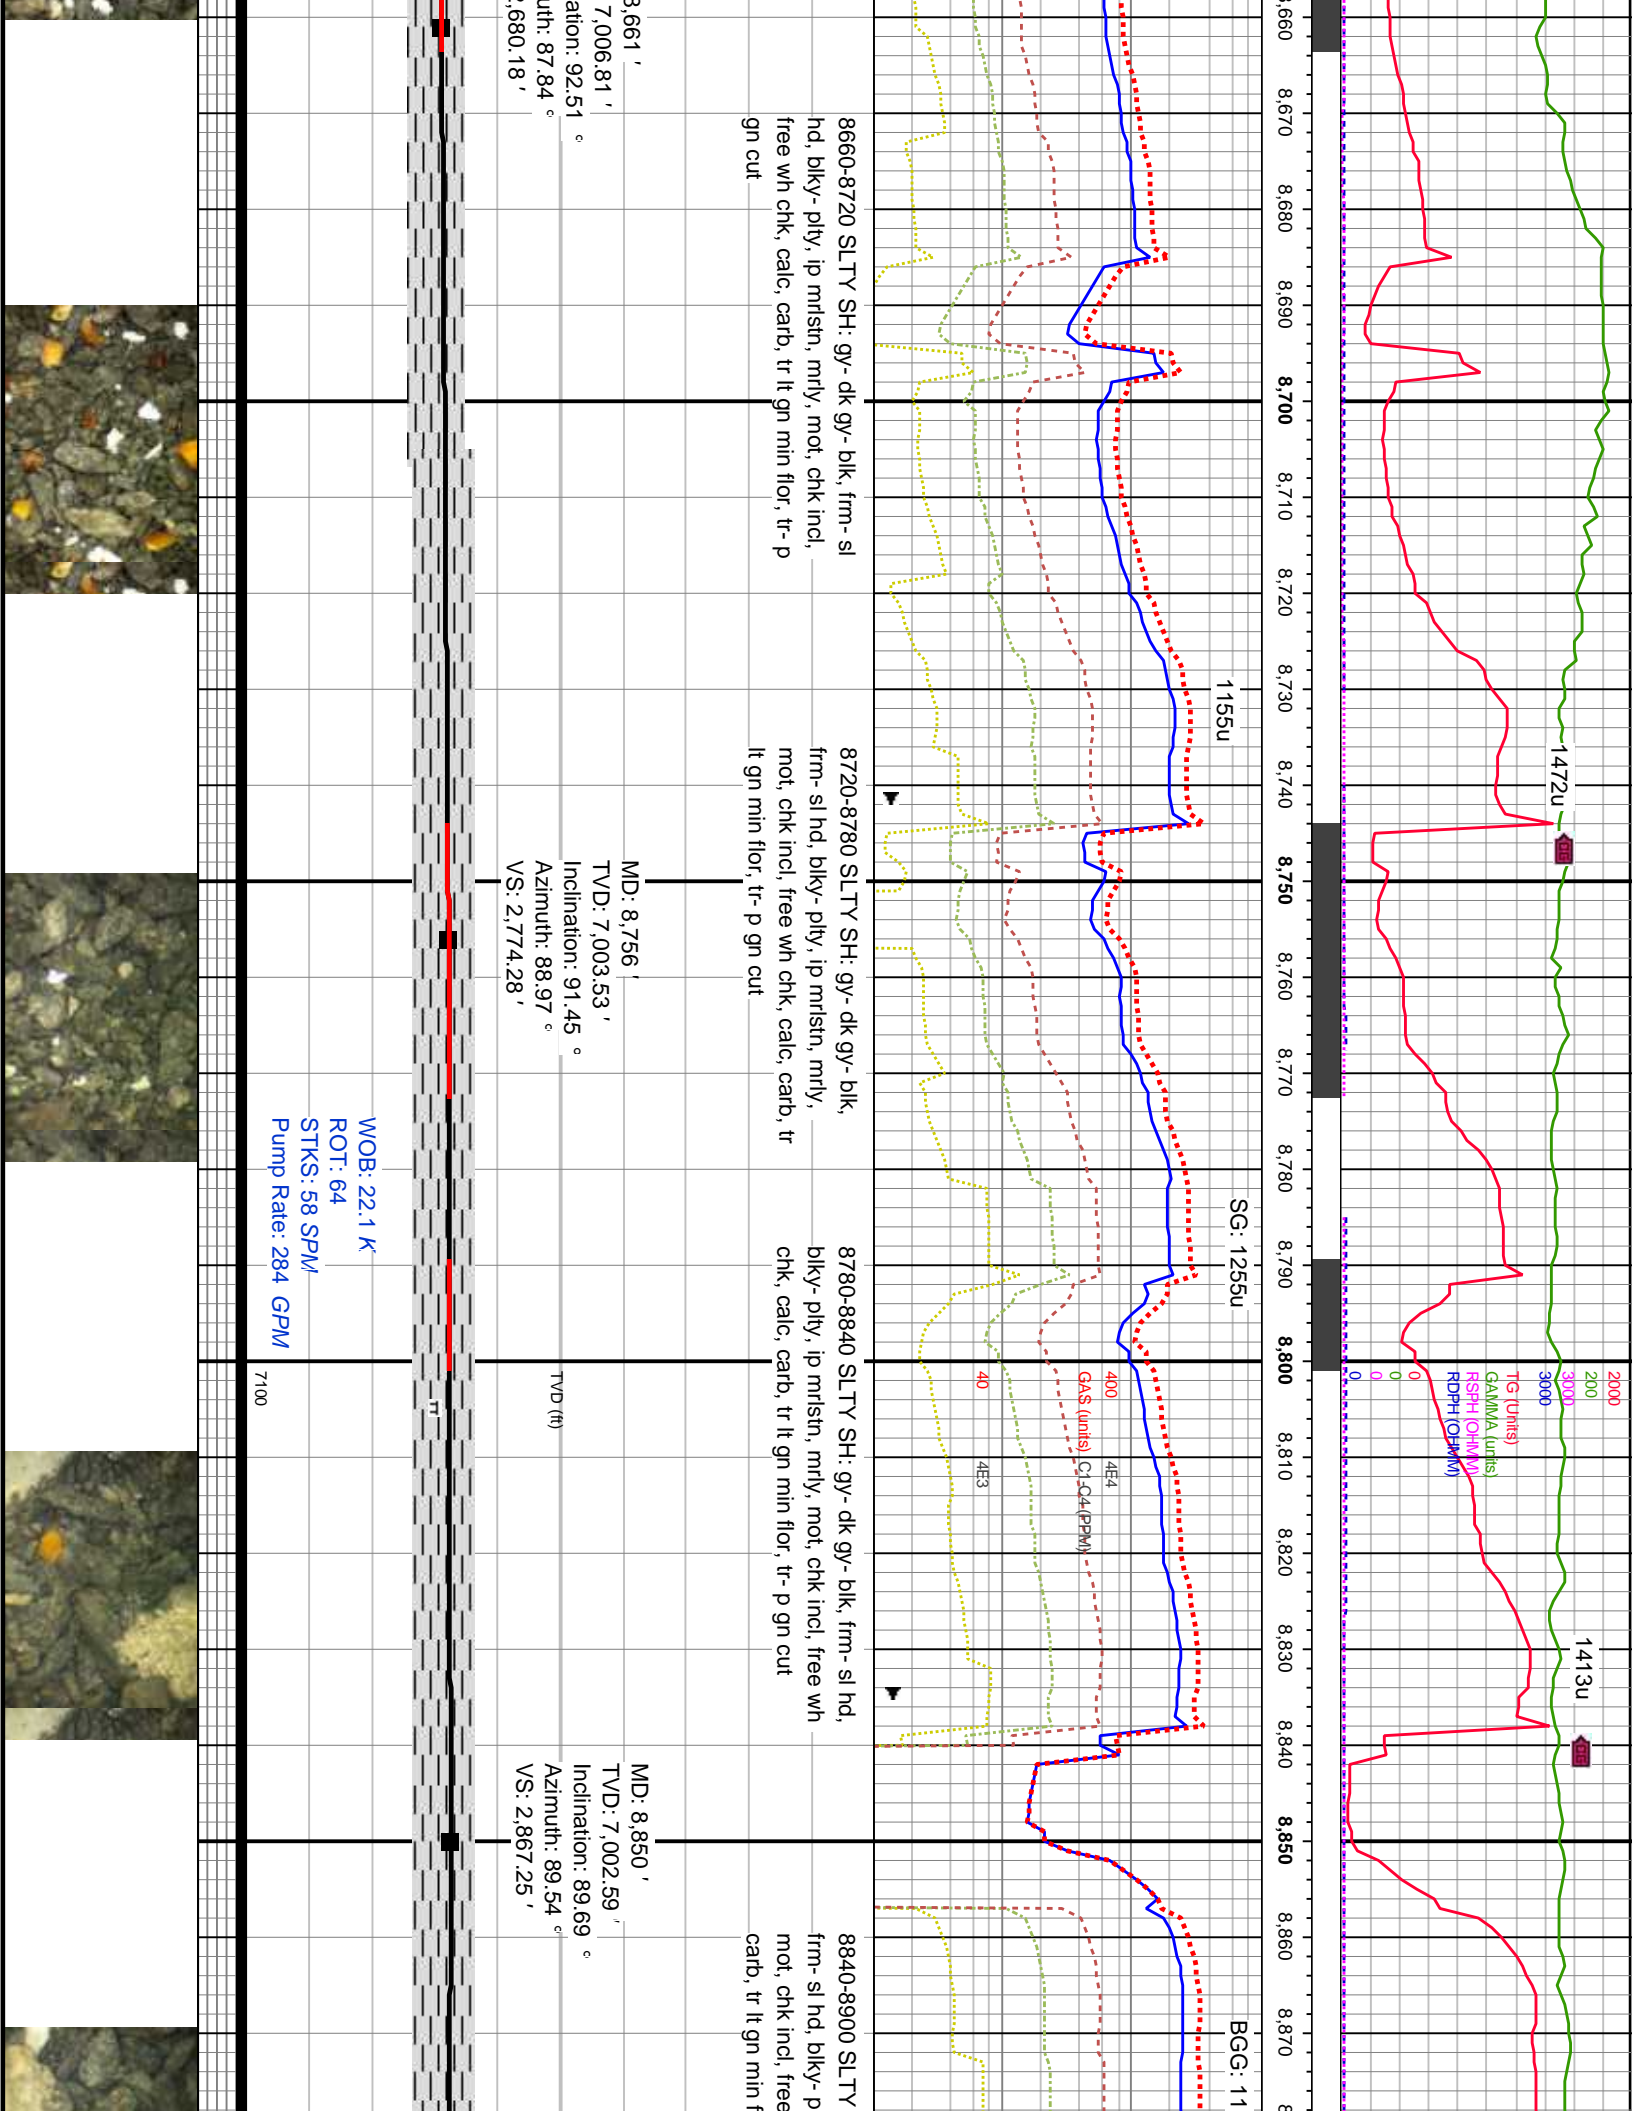 8,660
8,670
8,680
8,690
8,700
8,710
8,720
8,730
8,740
8,750
8,760
8,770
8,780
8,790
8,800
8,810
8,820
8,830
8,840
8,850
8,860
8,870
1472u
1413u
2000
200
3000
3000
TG (Units)
GAMMA (units)
RSPH (OHMM)
RDPH (OHMM)
0
0
0
0
1155u
SG: 1255u
BGG: 11
400
GAS (units)
40
4E4
C1-C4 (PPM)
4E3
8660-8720 SLTY SH: gy- dk gy- blk, frm- sl
hd, blky- plty, ip mrlstn, mrly, mot, chk incl,
free wh chk, calc, carb, tr lt gn min flor, tr- p
gn cut
8720-8780 SLTY SH: gy- dk gy- blk,
frm- sl hd, blky- plty, ip mrlstn, mrly,
mot, chk incl, free wh chk, calc, carb, tr
lt gn min flor, tr- p gn cut
8780-8840 SLTY SH: gy- dk gy- blk, frm- sl hd,
blky- plty, ip mrlstn, mrly, mot, chk incl, free wh
chk, calc, carb, tr lt gn min flor, tr- p gn cut
8840-8900 SLTY
frm- sl hd, blky- p
mot, chk incl, free
carb, tr lt gn min f
8,661 '
7,006.81 '
ation: 92.51 °
uth: 87.84 °
2,680.18 '
MD: 8,756 '
TVD: 7,003.53 '
Inclination: 91.45 °
Azimuth: 88.97 °
VS: 2,774.28 '
MD: 8,850 '
TVD: 7,002.59 '
Inclination: 89.69 °
Azimuth: 89.54 °
VS: 2,867.25 '
TVD (ft)
7100
WOB: 22.1 K
ROT: 64
STKS: 58 SPM
Pump Rate: 284 GPM